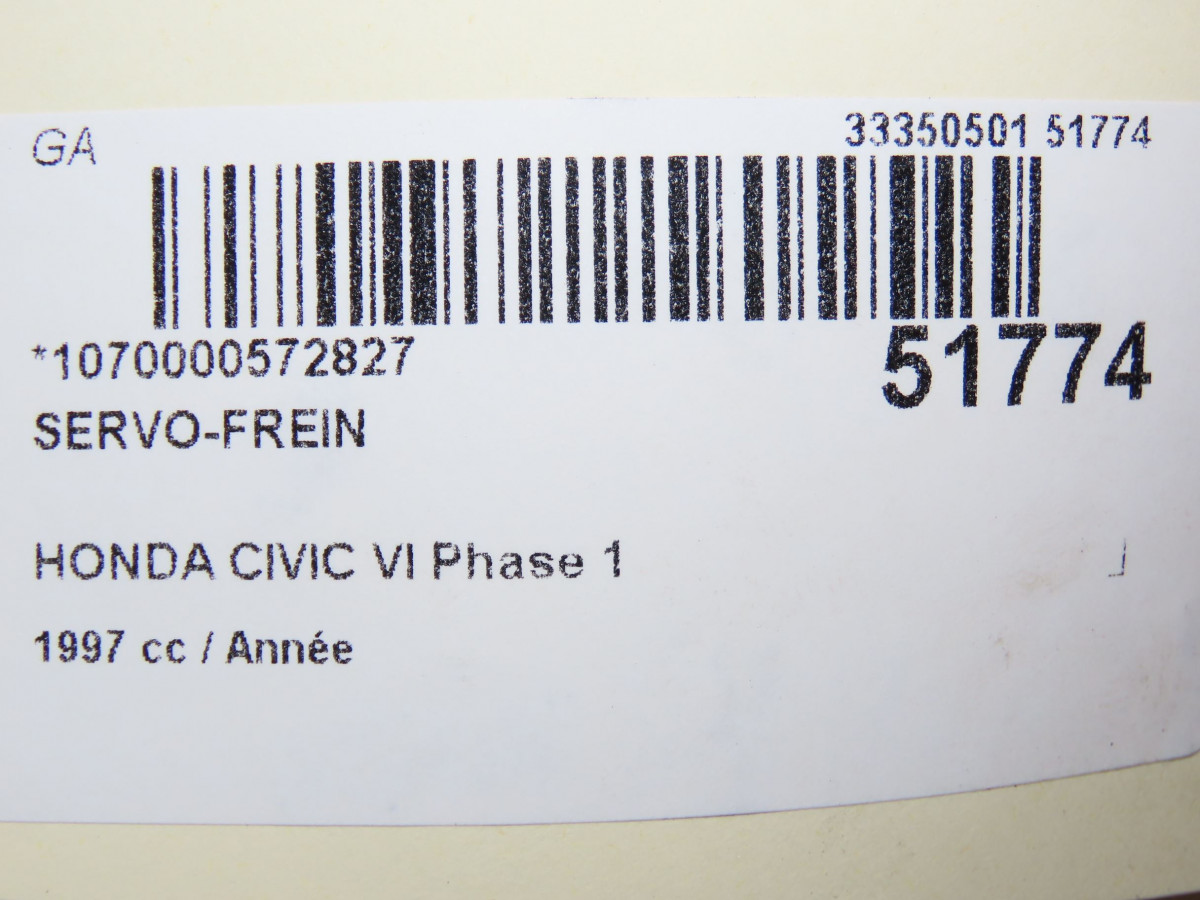 GA
33350501 51774
*1070000572827
51774
SERVO-FREIN
HONDA CIVIC VI Phase 1
1997 cc / Année